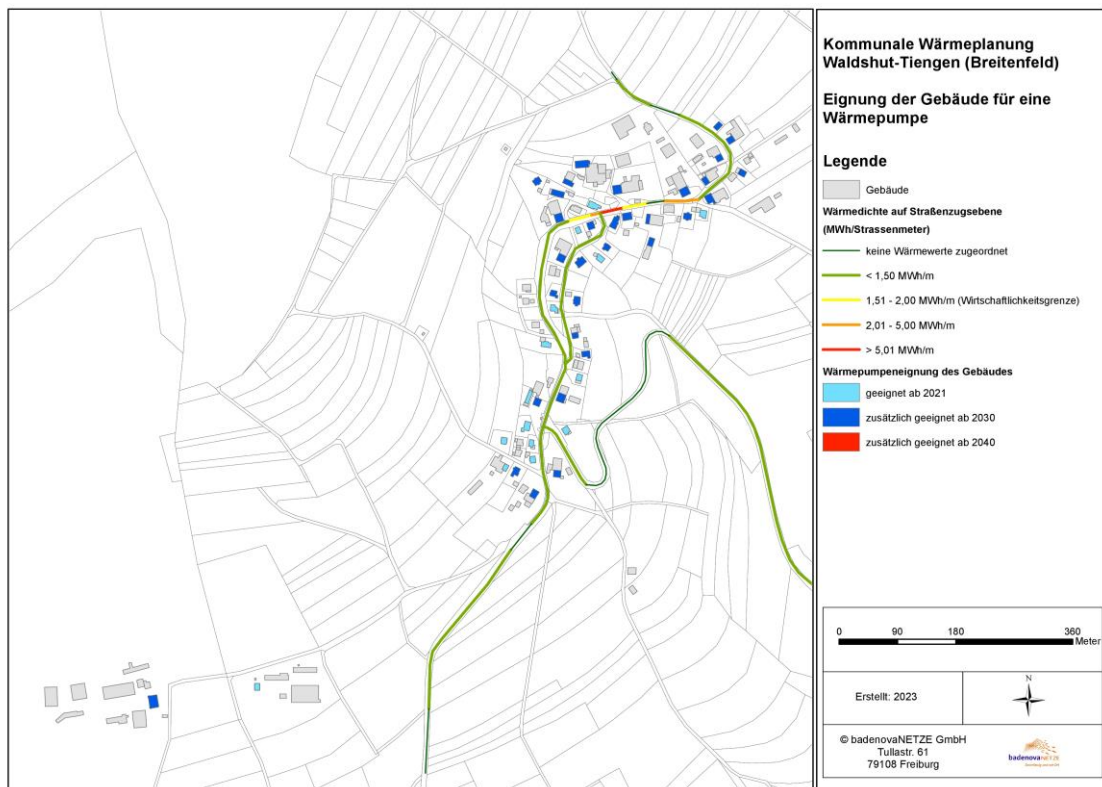 Kommunale Wärmeplanung
Waldshut-Tiengen (Breitenfeld)
Eignung der Gebäude für eine
Wärmepumpe
Legende
Gebäude
Wärmedichte auf Straßenzugsebene
(MWh/Strassenmeter)
keine Wärmewerte zugeordnet
< 1,50 MWh/m
1,51 - 2,00 MWh/m (Wirtschaftlichkeitsgrenze)
2,01 - 5,00 MWh/m
> 5,01 MWh/m
Wärmepumpeneignung des Gebäudes
geeignet ab 2021
zusätzlich geeignet ab 2030
zusätzlich geeignet ab 2040
0 90 180 360
Meter
Erstellt: 2023
N
© badenovaNETZE GmbH
Tullastr. 61
79108 Freiburg
badenovaNETZE